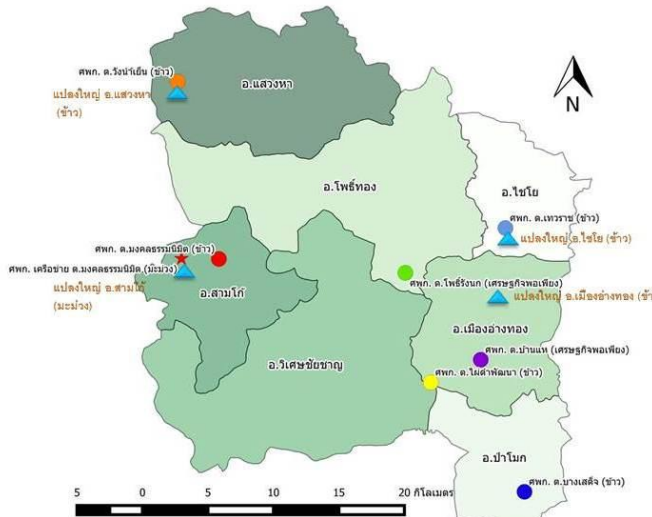 ศพก. ต.วังน้ำเย็น (ข้าว)
แปลงใหญ่ อ.แสวงหา
(ข้าว)
อ.แสวงหา
N
อ.โพธิ์ทอง
อ.ไชโย
ศพก. ต.เทวราช (ข้าว)
แปลงใหญ่ อ.ไชโย (ข้าว)
ศพก. ต.มงคลธรรมนิมิต (ข้าว)
ศพก. เครือข่าย ต.มงคลธรรมนิมิต (มะม่วง)
แปลงใหญ่ อ.สามโก้
(มะม่วง)
อ.สามโก้
ศพก. ต.โพธิ์รังนก (เศรษฐกิจพอเพียง)
แปลงใหญ่ อ.เมืองอ่างทอง (ข้า
อ.เมืองอ่างทอง
ศพก. ต.บ้านแห (เศรษฐกิจพอเพียง)
อ.วิเศษชัยชาญ
ศพก. ต.ไผ่ดำพัฒนา (ข้าว)
อ.ป่าโมก
ศพก. ต.บางเสด็จ (ข้าว)
5 0 5 10 15 20 กิโลเมตร